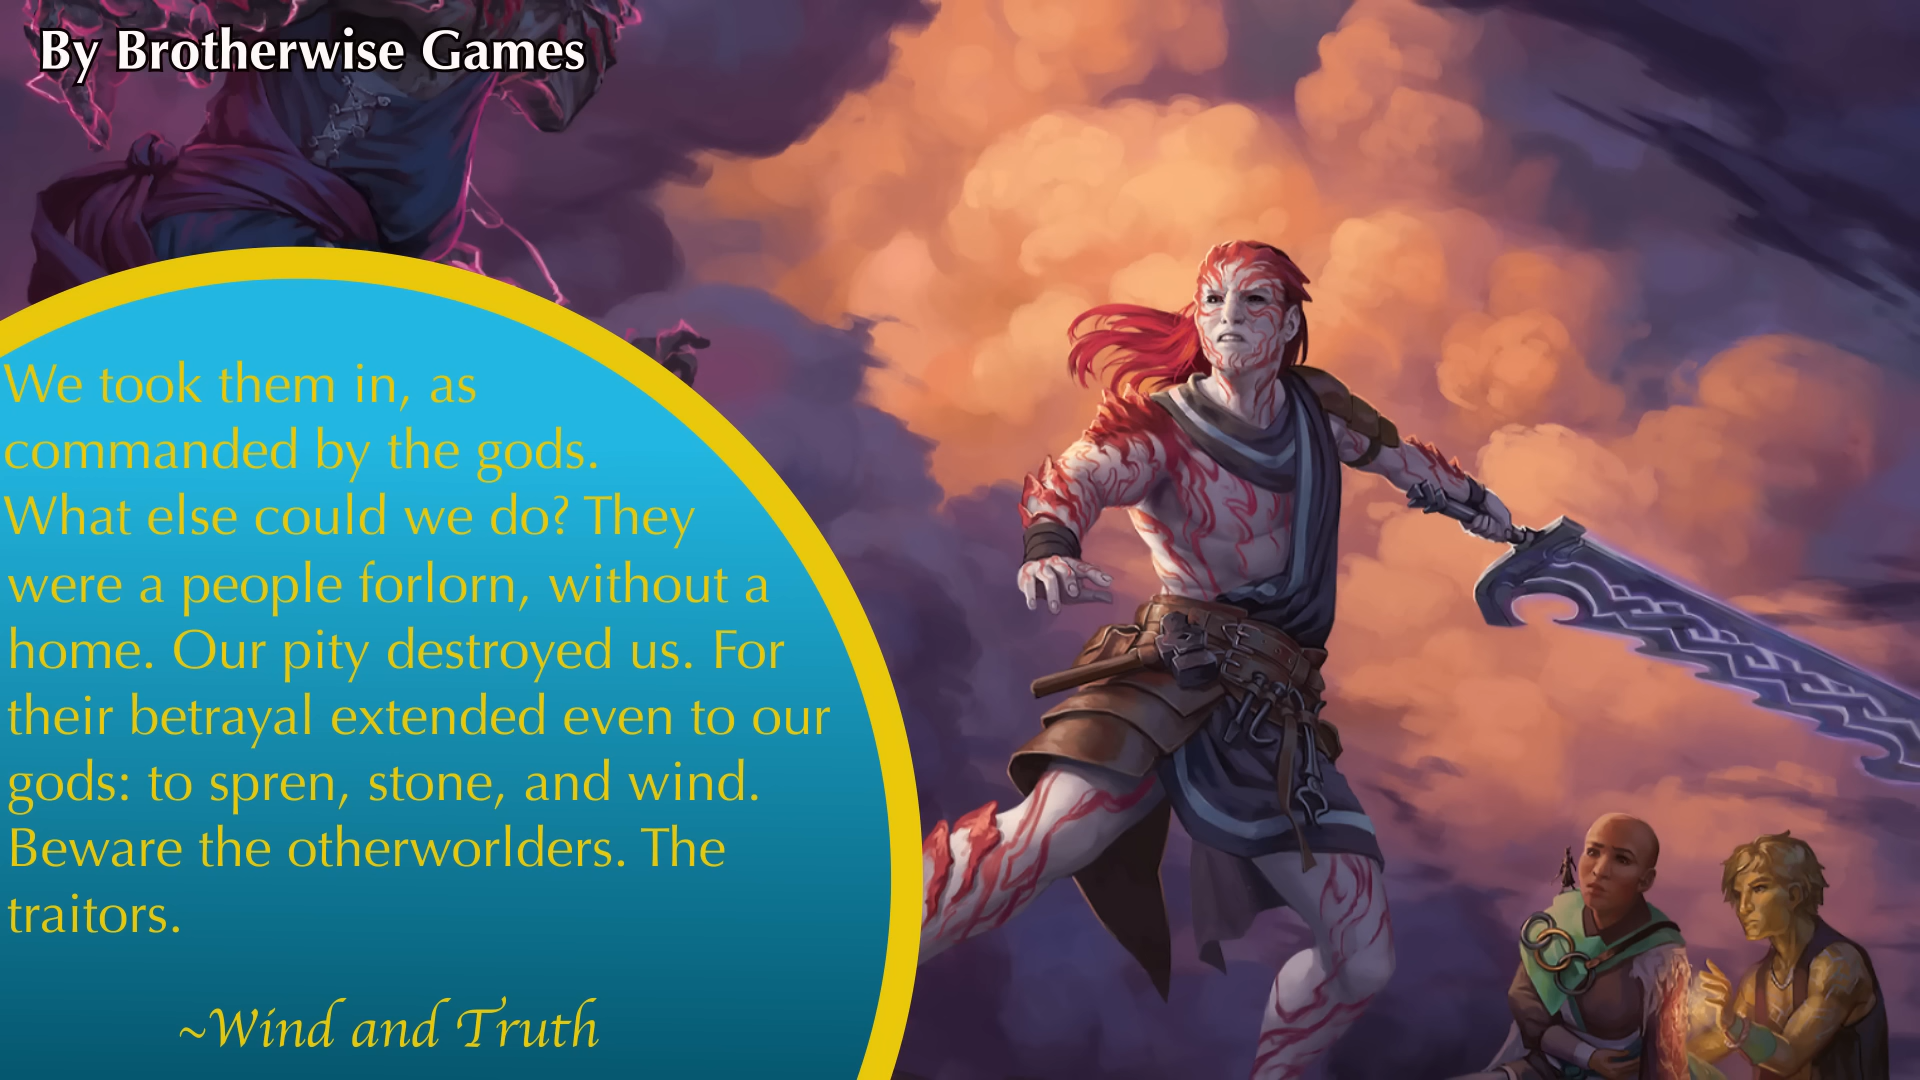 By Brotherwise Games
We took them in, as
commanded by the gods.
What else could we do? They
were a people forlorn, without a
home. Our pity destroyed us. For
their betrayal extended even to our
gods: to spren, stone, and wind.
Beware the otherworlders. The
traitors.
~Wind and Truth